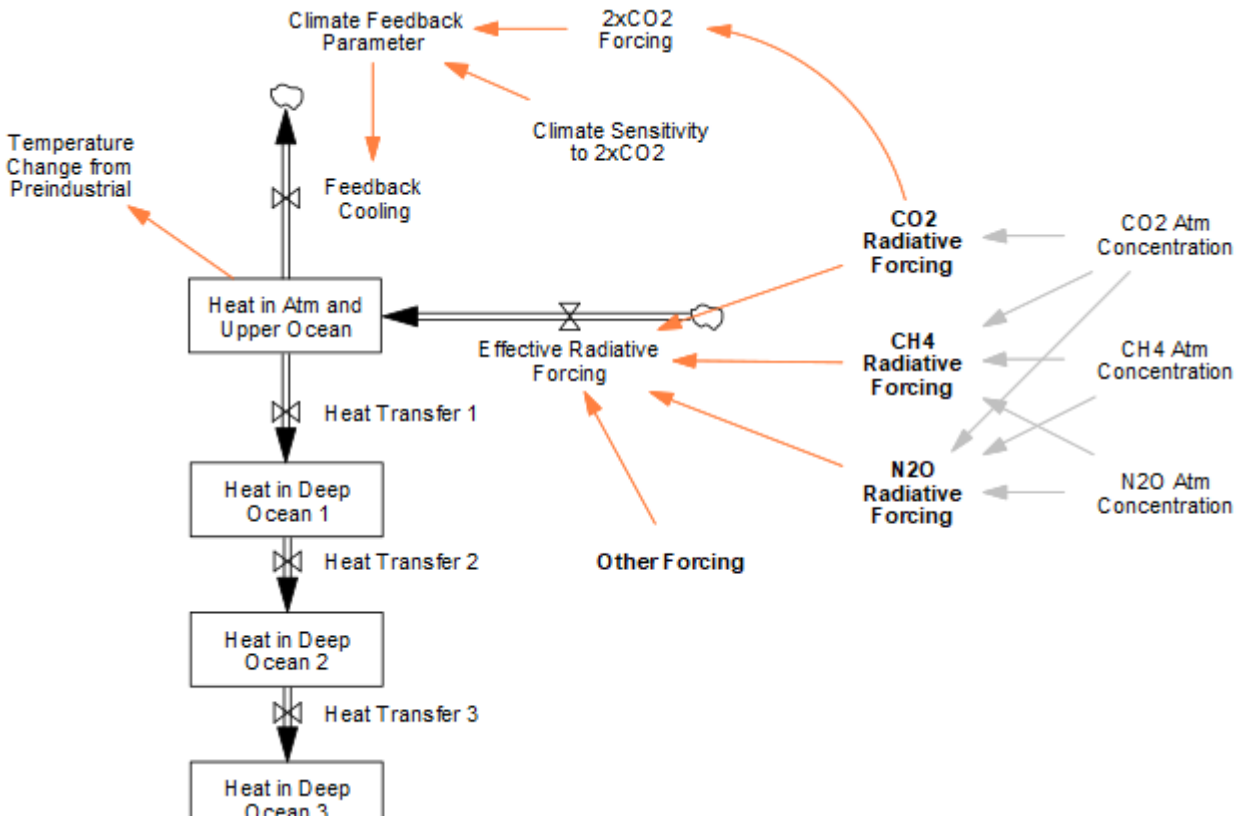 Climate Feedback
Parameter
2xCO2
Forcing
Climate Sensitivity
to 2xCO2
Temperature
Change from
Preindustrial
Feedback
Cooling
CO2
Radiative
Forcing
CO2 Atm
Concentration
Heat in Atm and
Upper Ocean
Effective Radiative
Forcing
CH4
Radiative
Forcing
CH4 Atm
Concentration
Heat Transfer 1
N2O
Radiative
Forcing
N2O Atm
Concentration
Heat in Deep
Ocean 1
Heat Transfer 2
Other Forcing
Heat in Deep
Ocean 2
Heat Transfer 3
Heat in Deep
Ocean 3